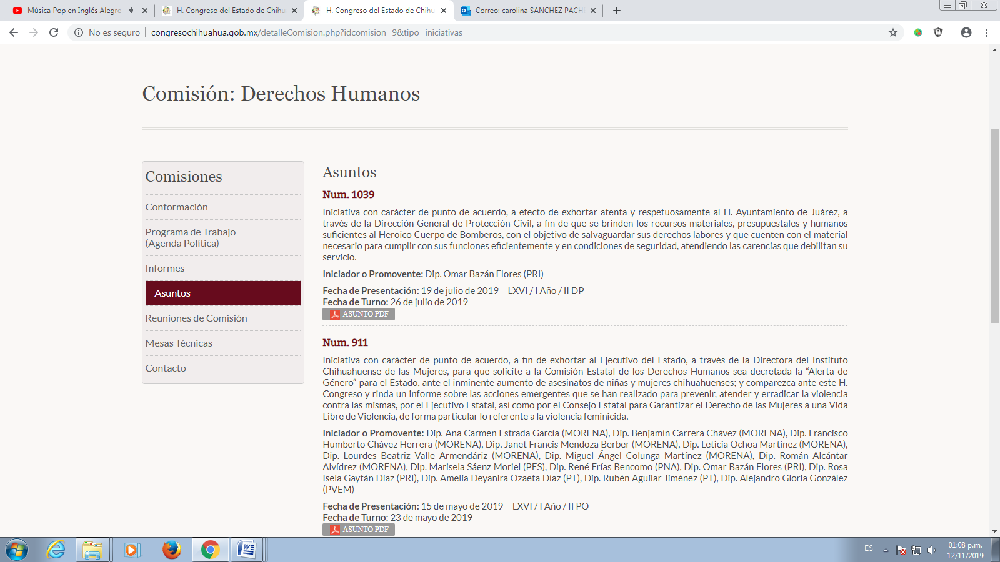 Música Pop en Inglés Alegre
H. Congreso del Estado de Chihu
H. Congreso del Estado de Chihu
Correo: carolina SANCHEZ PACH
No es seguro
congresochihuahua.gob.mx/detalleComision.php?idcomision=9&tipo=iniciativas
Comisión: Derechos Humanos
Comisiones
Conformación
Programa de Trabajo
(Agenda Política)
Informes
Asuntos
Reuniones de Comisión
Mesas Técnicas
Contacto
Asuntos
Num. 1039
Iniciativa con carácter de punto de acuerdo, a efecto de exhortar atenta y respetuosamente al H. Ayuntamiento de Juárez, a
través de la Dirección General de Protección Civil, a fin de que se brinden los recursos materiales, presupuestales y humanos
suficientes al Heroico Cuerpo de Bomberos, con el objetivo de salvaguardar sus derechos labores y que cuenten con el material
necesario para cumplir con sus funciones eficientemente y en condiciones de seguridad, atendiendo las carencias que debilitan su
servicio.
Iniciador o Promovente: Dip. Omar Bazán Flores (PRI)
Fecha de Presentación: 19 de julio de 2019 LXVI / I Año / II DP
Fecha de Turno: 26 de julio de 2019
ASUNTO PDF
Num. 911
Iniciativa con carácter de punto de acuerdo, a fin de exhortar al Ejecutivo del Estado, a través de la Directora del Instituto
Chihuahuense de las Mujeres, para que solicite a la Comisión Estatal de los Derechos Humanos sea decretada la “Alerta de
Género” para el Estado, ante el inminente aumento de asesinatos de niñas y mujeres chihuahuenses; y comparezca ante este H.
Congreso y rinda un informe sobre las acciones emergentes que se han realizado para prevenir, atender y erradicar la violencia
contra las mismas, por el Ejecutivo Estatal, así como por el Consejo Estatal para Garantizar el Derecho de las Mujeres a una Vida
Libre de Violencia, de forma particular lo referente a la violencia feminicida.
Iniciador o Promovente: Dip. Ana Carmen Estrada García (MORENA), Dip. Benjamín Carrera Chávez (MORENA), Dip. Francisco
Humberto Chávez Herrera (MORENA), Dip. Janet Francis Mendoza Berber (MORENA), Dip. Leticia Ochoa Martínez (MORENA),
Dip. Lourdes Beatriz Valle Armendáriz (MORENA), Dip. Miguel Ángel Colunga Martínez (MORENA), Dip. Román Alcántar
Alvídrez (MORENA), Dip. Marisela Sáenz Moriel (PES), Dip. René Frías Bencomo (PNA), Dip. Omar Bazán Flores (PRI), Dip. Rosa
Isela Gaytán Díaz (PRI), Dip. Amelia Deyanira Ozaeta Díaz (PT), Dip. Rubén Aguilar Jiménez (PT), Dip. Alejandro Gloria González
(PVEM)
Fecha de Presentación: 15 de mayo de 2019 LXVI / I Año / II PO
Fecha de Turno: 23 de mayo de 2019
ASUNTO PDF
ES
01:08 p.m.
12/11/2019